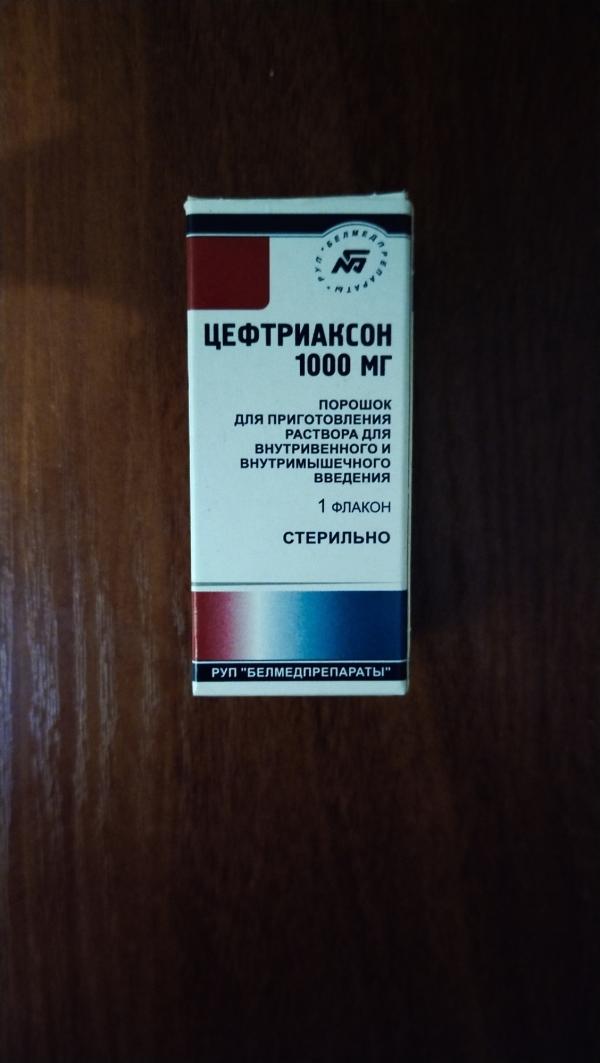 РУП "БЕЛМЕДПРЕПАРАТЫ"
ЦЕФТРИАКСОН
1000 МГ
ПОРОШОК
ДЛЯ ПРИГОТОВЛЕНИЯ
РАСТВОРА ДЛЯ
ВНУТРИВЕННОГО И
ВНУТРИМЫШЕЧНОГО
ВВЕДЕНИЯ
1 ФЛАКОН
СТЕРИЛЬНО
РУП "БЕЛМЕДПРЕПАРАТЫ"